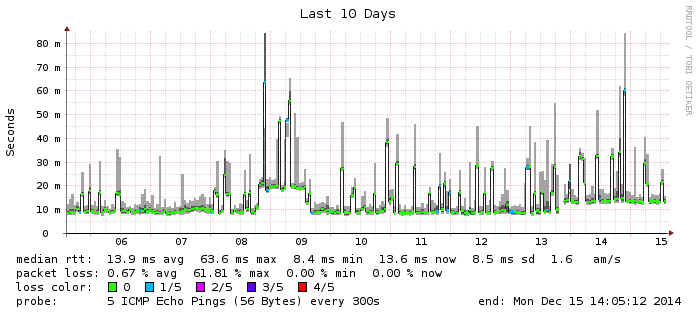 Last 10 Days
RRDTOOL / TOBI OETIKER
Seconds
80 m
70 m
60 m
50 m
40 m
30 m
20 m
10 m
0
06 07 08 09 10 11 12 13 14 15
median rtt: 13.9 ms avg 63.6 ms max 8.4 ms min 13.6 ms now 8.5 ms sd 1.6 am/s
packet loss: 0.67 % avg 61.81 % max 0.00 % min 0.00 % now
loss color: 0 1/5 2/5 3/5 4/5
probe: 5 ICMP Echo Pings (56 Bytes) every 300s end: Mon Dec 15 14:05:12 2014